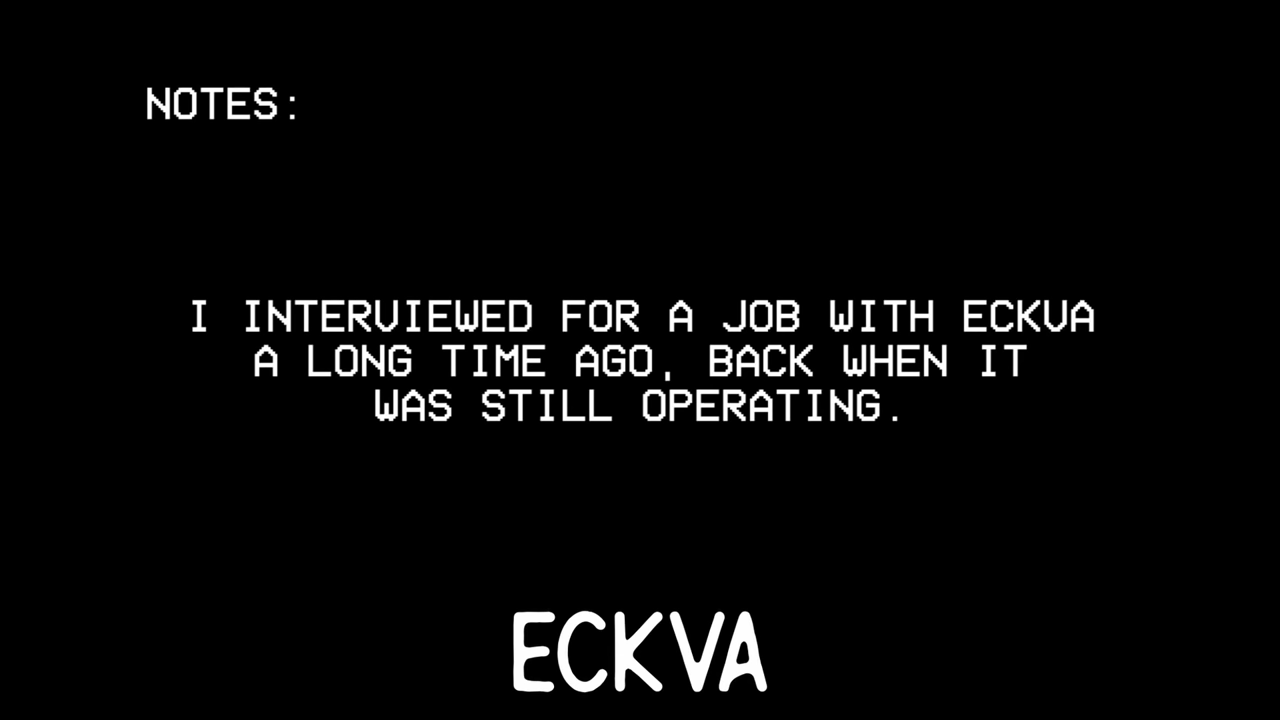 NOTES:
I INTERVIEWED FOR A JOB WITH ECKVA
A LONG TIME AGO, BACK WHEN IT
WAS STILL OPERATING.
ECKVA